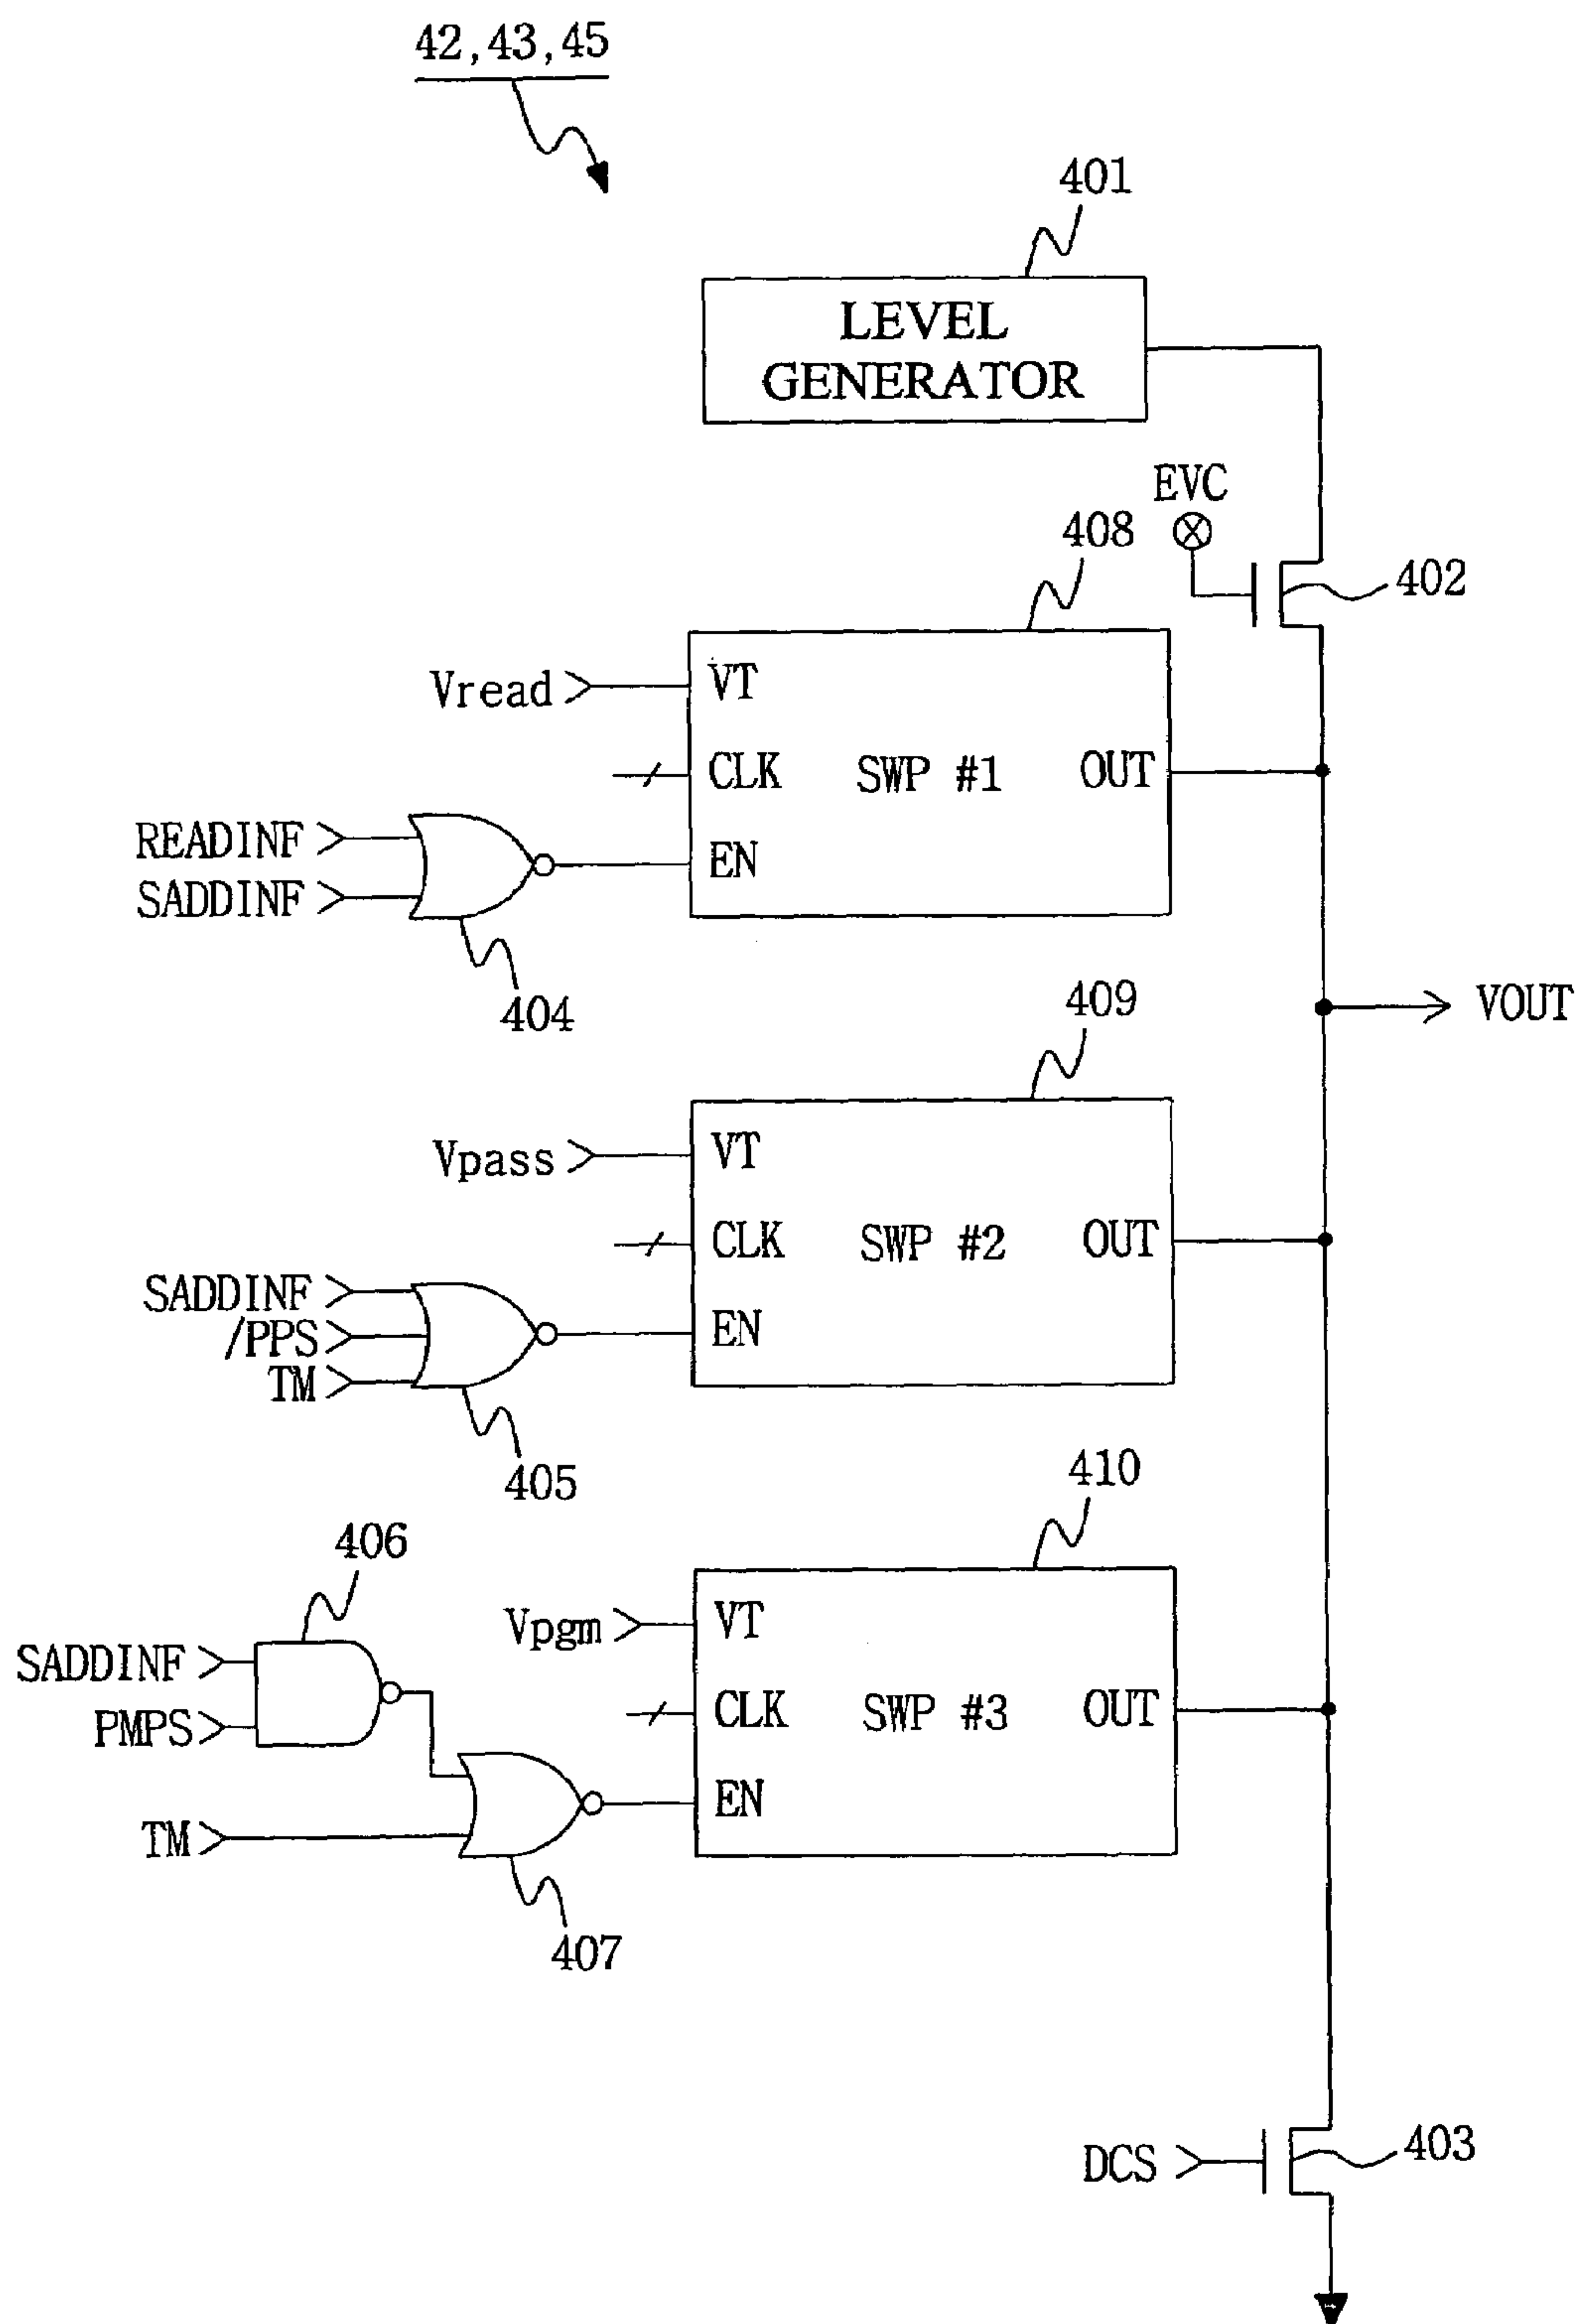 42,43,45
401
LEVEL
GENERATOR
EVC
408
402
Vread
VT
CLK
SWP #1
OUT
READINF
EN
SADDINF
404
409
VOUT
Vpass
VT
CLK
SWP #2
OUT
SADDINF
/PPS
EN
TM
405
410
406
Vpgm
VT
SADDINF
CLK
SWP #3
OUT
PMPS
EN
TM
407
DCS
403